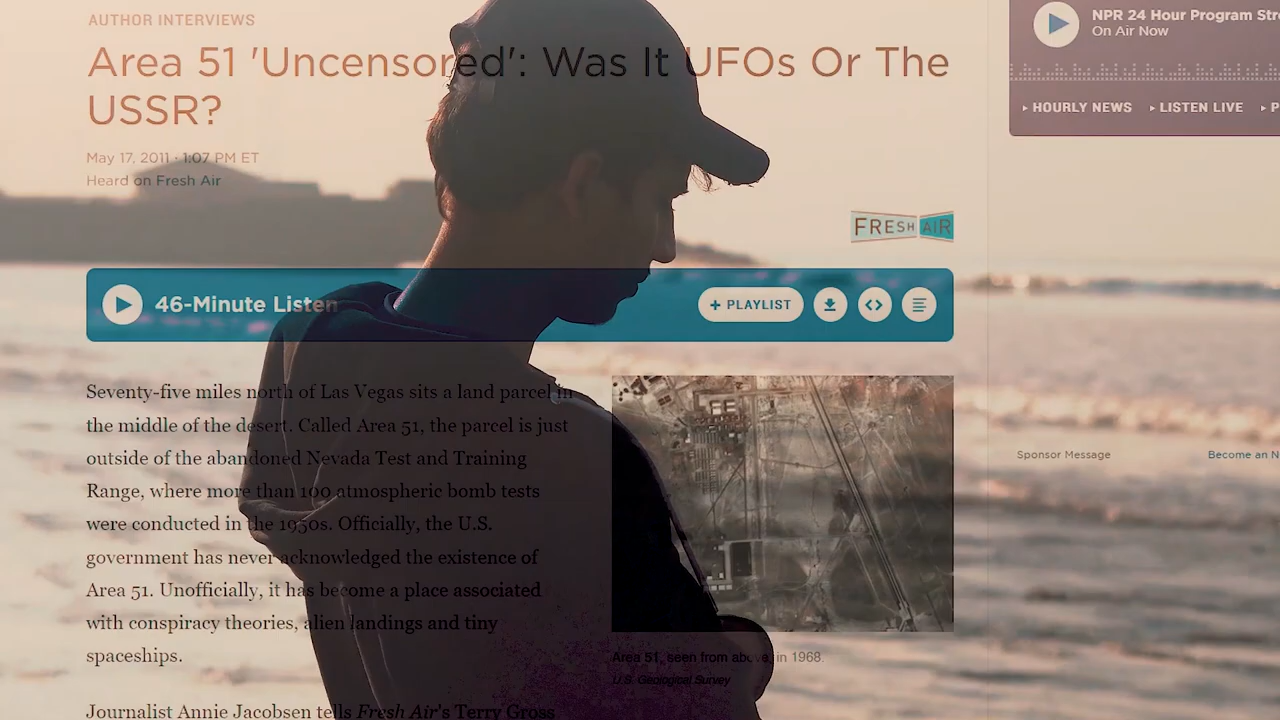 AUTHOR INTERVIEWS
Area 51 'Uncensored': Was It UFOs Or The
USSR?
May 17, 2011 · 1:07 PM ET
Heard on Fresh Air
FRESH AIR
46-Minute Listen
+ PLAYLIST
Seventy-five miles north of Las Vegas sits a land parcel in
the middle of the desert. Called Area 51, the parcel is just
outside of the abandoned Nevada Test and Training
Range, where more than 100 atmospheric bomb tests
were conducted in the 1950s. Officially, the U.S.
government has never acknowledged the existence of
Area 51. Unofficially, it has become a place associated
with conspiracy theories, alien landings and tiny
spaceships.
Journalist Annie Jacobsen tells Fresh Air's Terry Gross
Area 51, seen from above, in 1968.
U.S. Geological Survey
NPR 24 Hour Program Str
On Air Now
HOURLY NEWS
LISTEN LIVE
P
Sponsor Message
Become an N